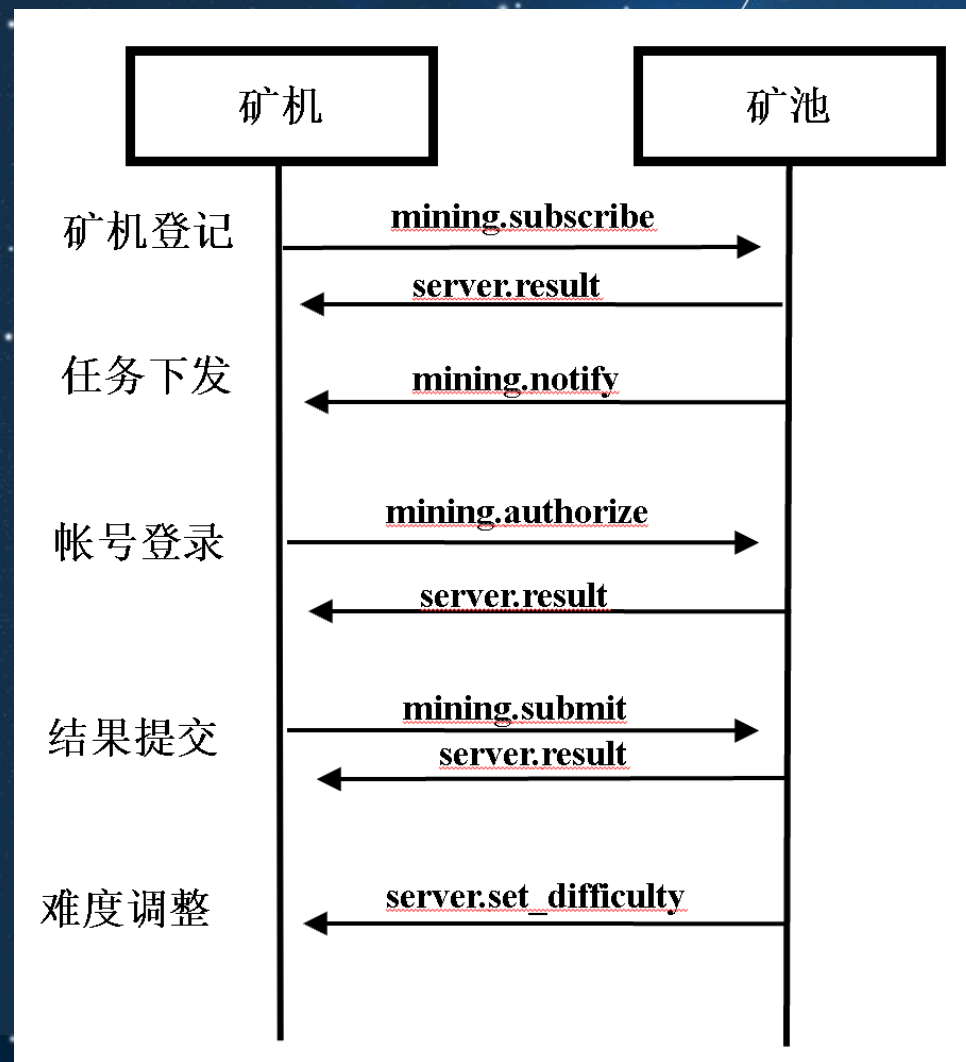 矿机
矿池
矿机登记
mining.subscribe
server.result
任务下发
mining.notify
帐号登录
mining.authorize
server.result
结果提交
mining.submit
server.result
难度调整
server.set_difficulty